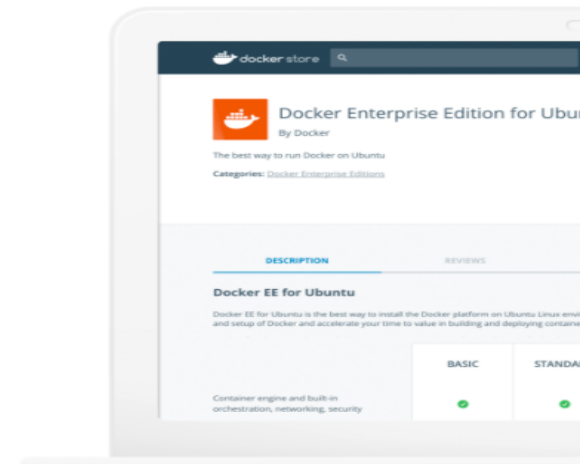 docker store
Docker Enterprise Edition for Ubu
By Docker
The best way to run Docker on Ubuntu
Categories: Docker Enterprise Editions
DESCRIPTION
REVIEWS
Docker EE for Ubuntu
Docker EE for Ubuntu is the best way to install the Docker platform on Ubuntu Linux envi
and setup of Docker and accelerate your time to value in building and deploying containe
BASIC
STANDA
Container engine and built-in
orchestration, networking, security